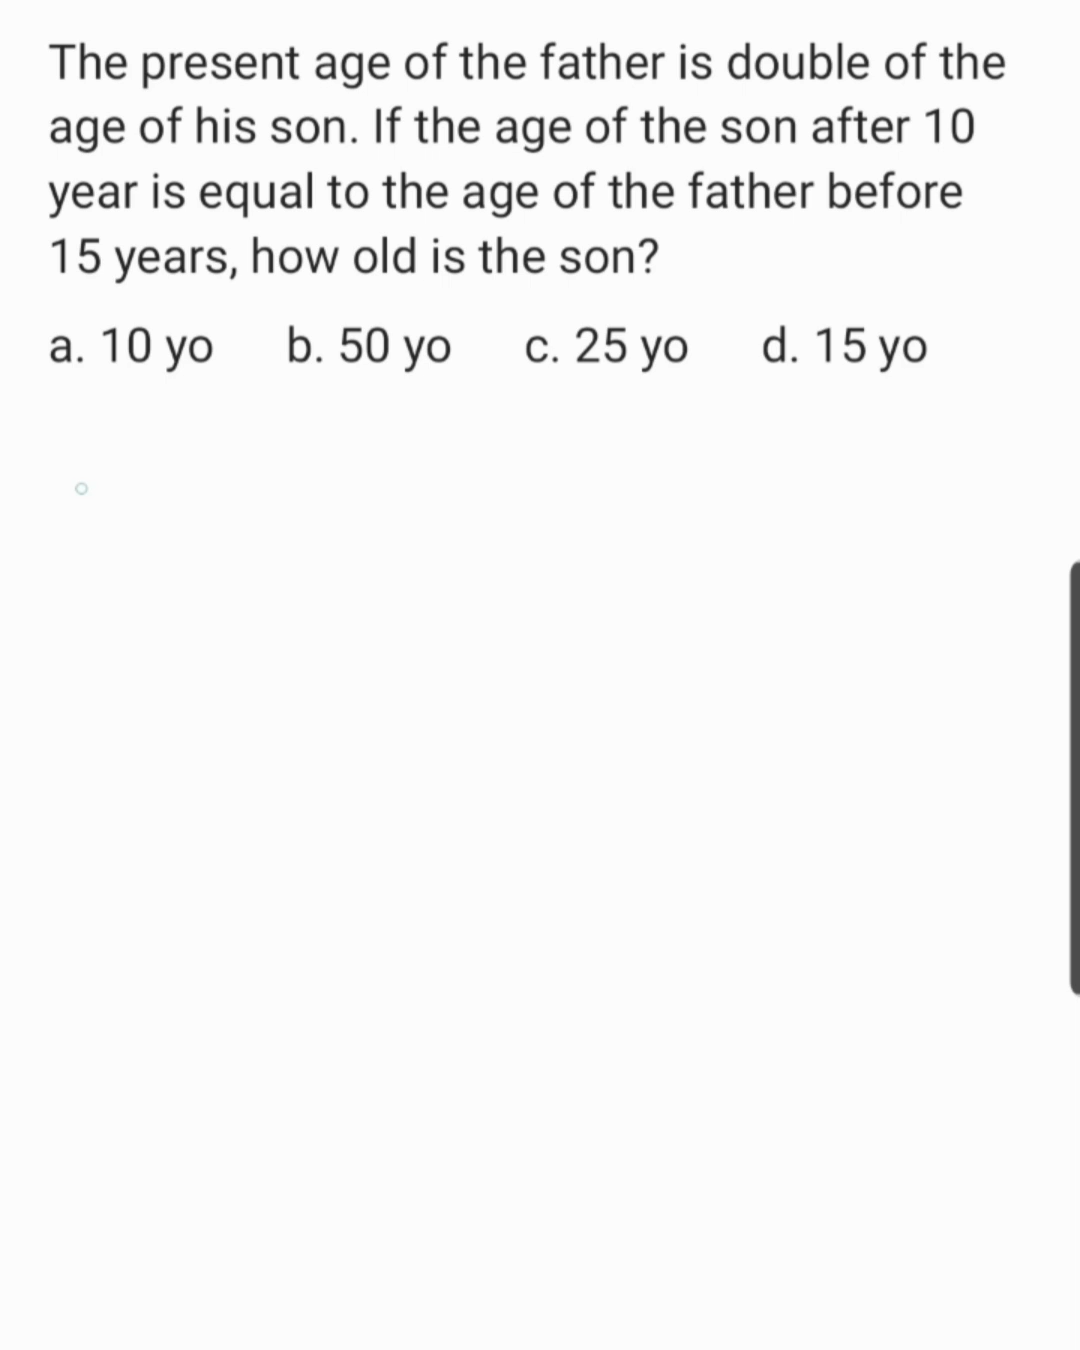 The present age of the father is double of the
age of his son. If the age of the son after 10
year is equal to the age of the father before
15 years, how old is the son?
a. 10 yo b. 50 yo c. 25 yo d. 15 yo